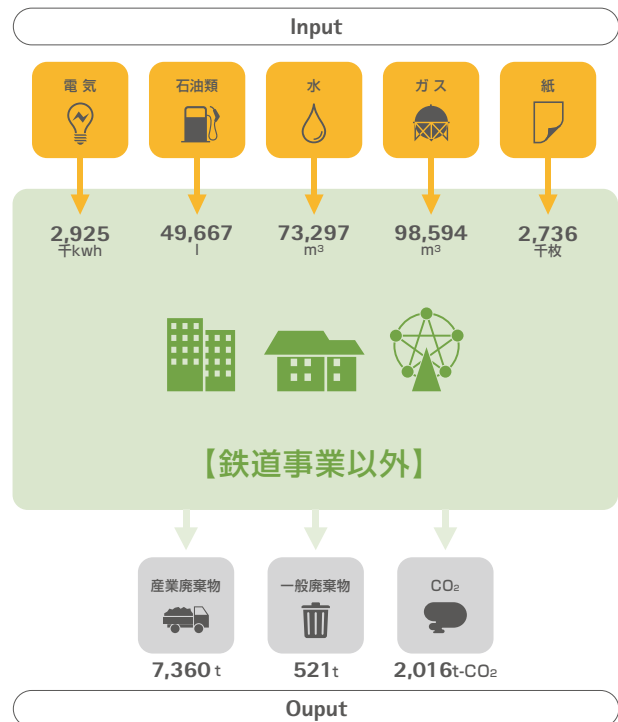 Input
電気
石油類
水
ガス
紙
2,925
千kwh
49,667
l
73,297
m³
98,594
m³
2,736
千枚
【鉄道事業以外】
産業廃棄物
一般廃棄物
CO₂
7,360 t
521t
2,016t-CO₂
Ouput